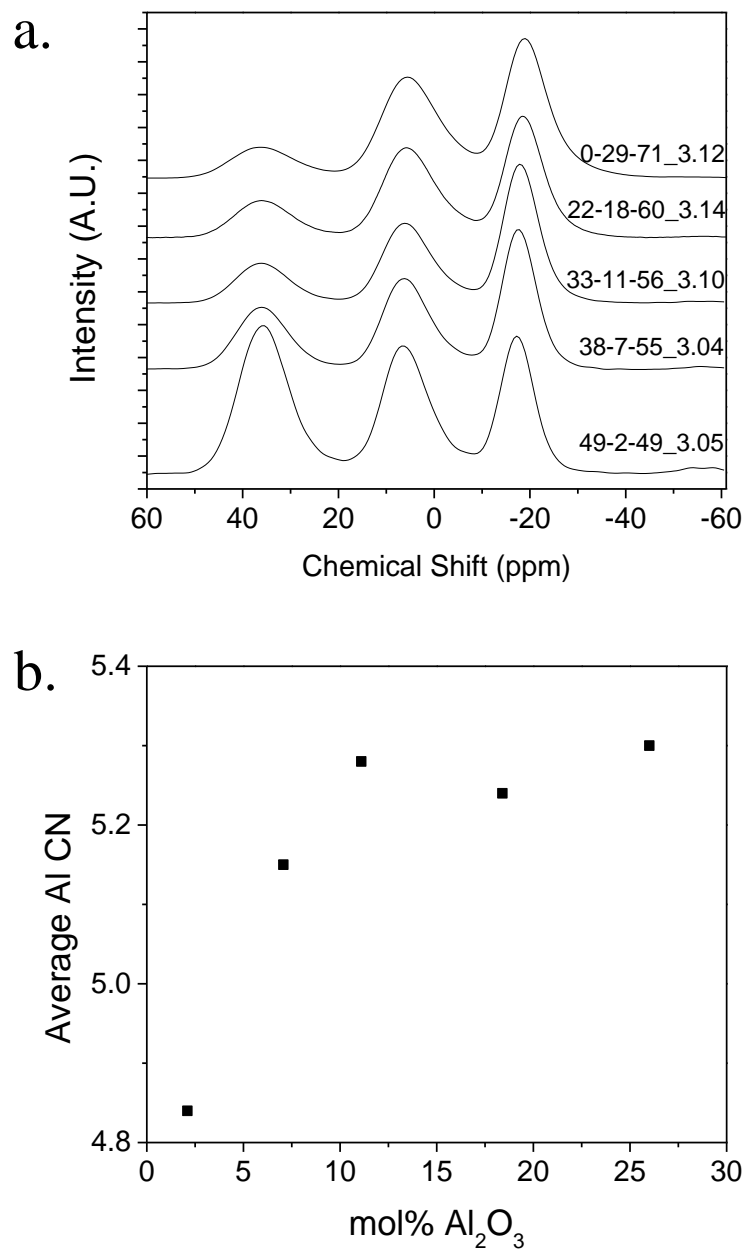 a.
Intensity (A.U.)
0-29-71_3.12
22-18-60_3.14
33-11-56_3.10
38-7-55_3.04
49-2-49_3.05
60 40 20 0 -20 -40 -60
Chemical Shift (ppm)
b.
Average Al CN
5.4
5.2
5.0
4.8
0 5 10 15 20 25 30
mol% Al₂O₃